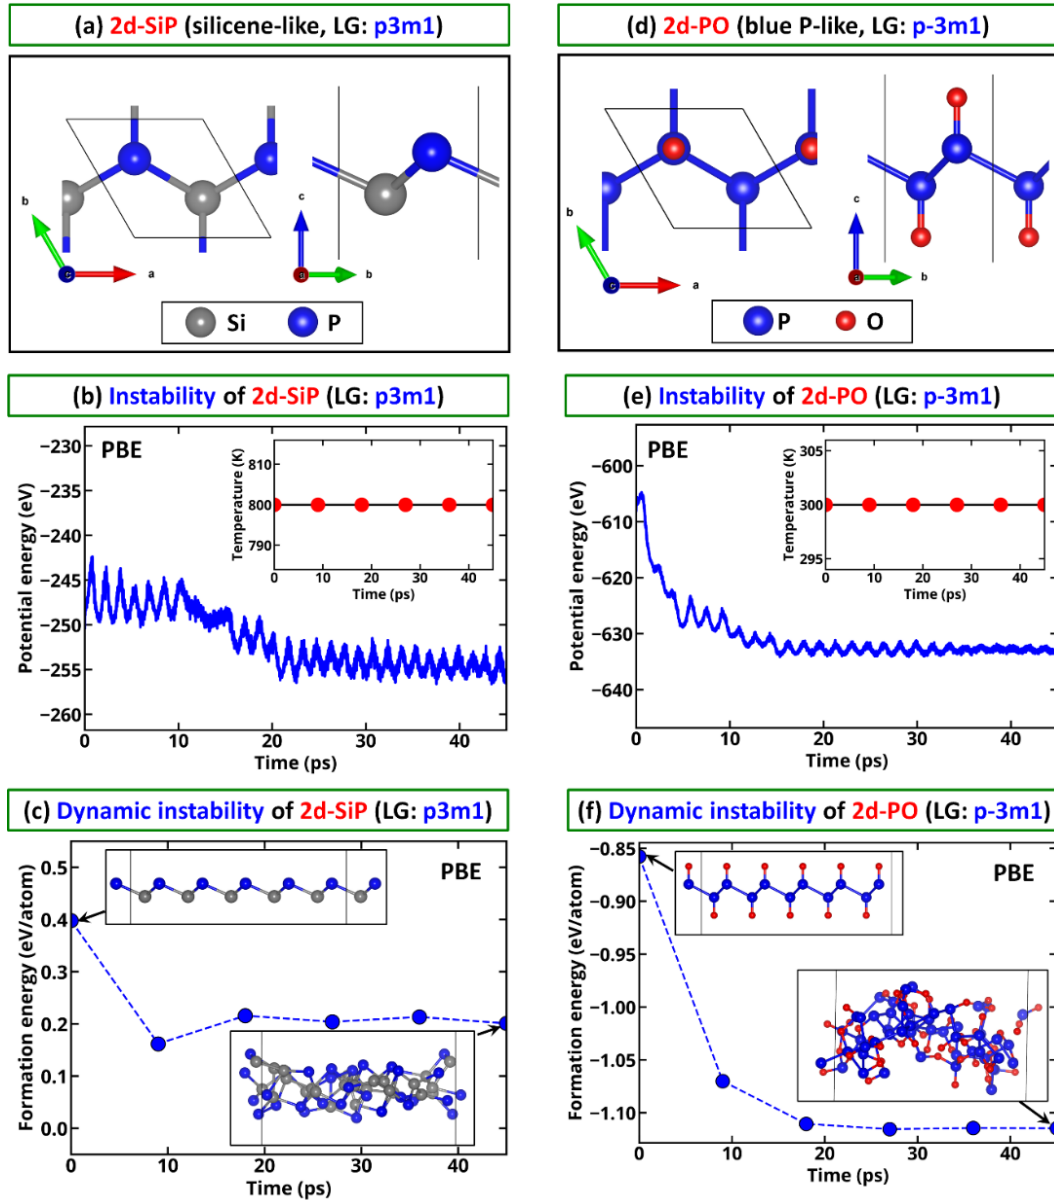 (a) 2d-SiP (silicene-like, LG: p3m1)
b
a
c
b
Si
P
(d) 2d-PO (blue P-like, LG: p-3m1)
b
a
c
b
P
O
(b) Instability of 2d-SiP (LG: p3m1)
PBE
Potential energy (eV)
−230
−235
−240
−245
−250
−255
−260
0
10
20
30
40
Time (ps)
Temperature (K)
810
800
790
0
10
20
30
40
Time (ps)
(e) Instability of 2d-PO (LG: p-3m1)
PBE
Potential energy (eV)
−600
−610
−620
−630
−640
0
10
20
30
40
Time (ps)
Temperature (K)
305
300
295
0
10
20
30
40
Time (ps)
(c) Dynamic instability of 2d-SiP (LG: p3m1)
PBE
Formation energy (eV/atom)
0.5
0.4
0.3
0.2
0.1
0.0
0
10
20
30
40
Time (ps)
(f) Dynamic instability of 2d-PO (LG: p-3m1)
PBE
Formation energy (eV/atom)
−0.85
−0.90
−0.95
−1.00
−1.05
−1.10
0
10
20
30
40
Time (ps)